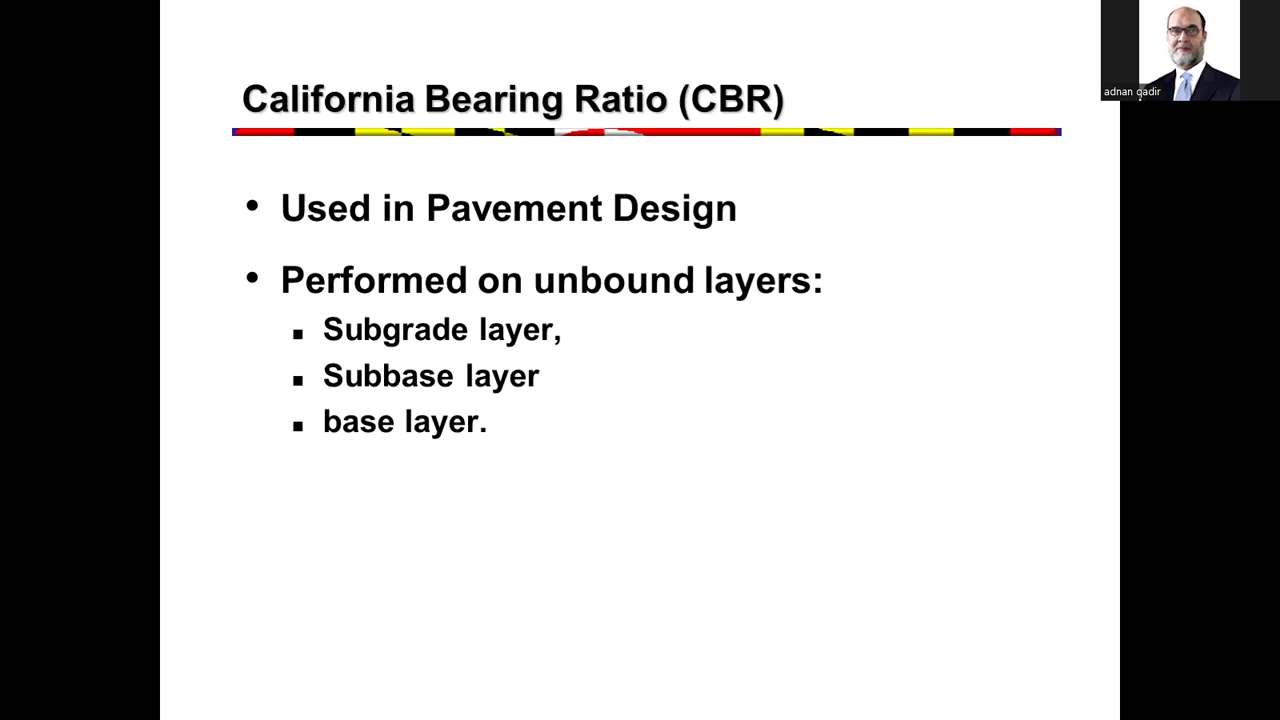 California Bearing Ratio (CBR)
adnan qadir
• Used in Pavement Design
• Performed on unbound layers:
▪ Subgrade layer,
▪ Subbase layer
▪ base layer.